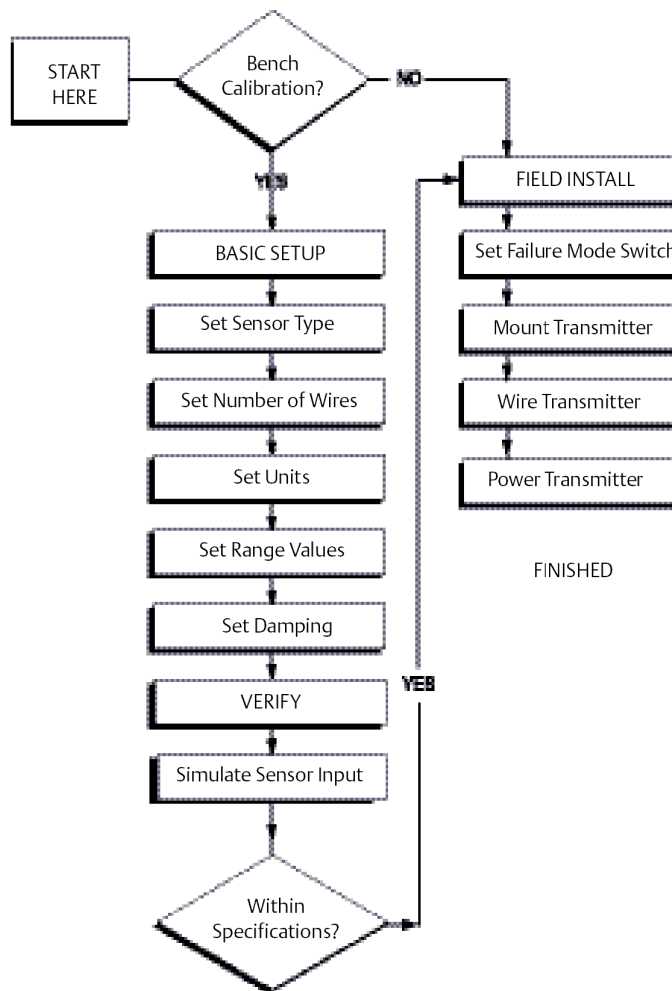 START
HERE
Bench
Calibration?
NO
YES
BASIC SETUP
Set Sensor Type
Set Number of Wires
Set Units
Set Range Values
Set Damping
VERIFY
Simulate Sensor Input
Within
Specifications?
YES
FIELD INSTALL
Set Failure Mode Switch
Mount Transmitter
Wire Transmitter
Power Transmitter
FINISHED